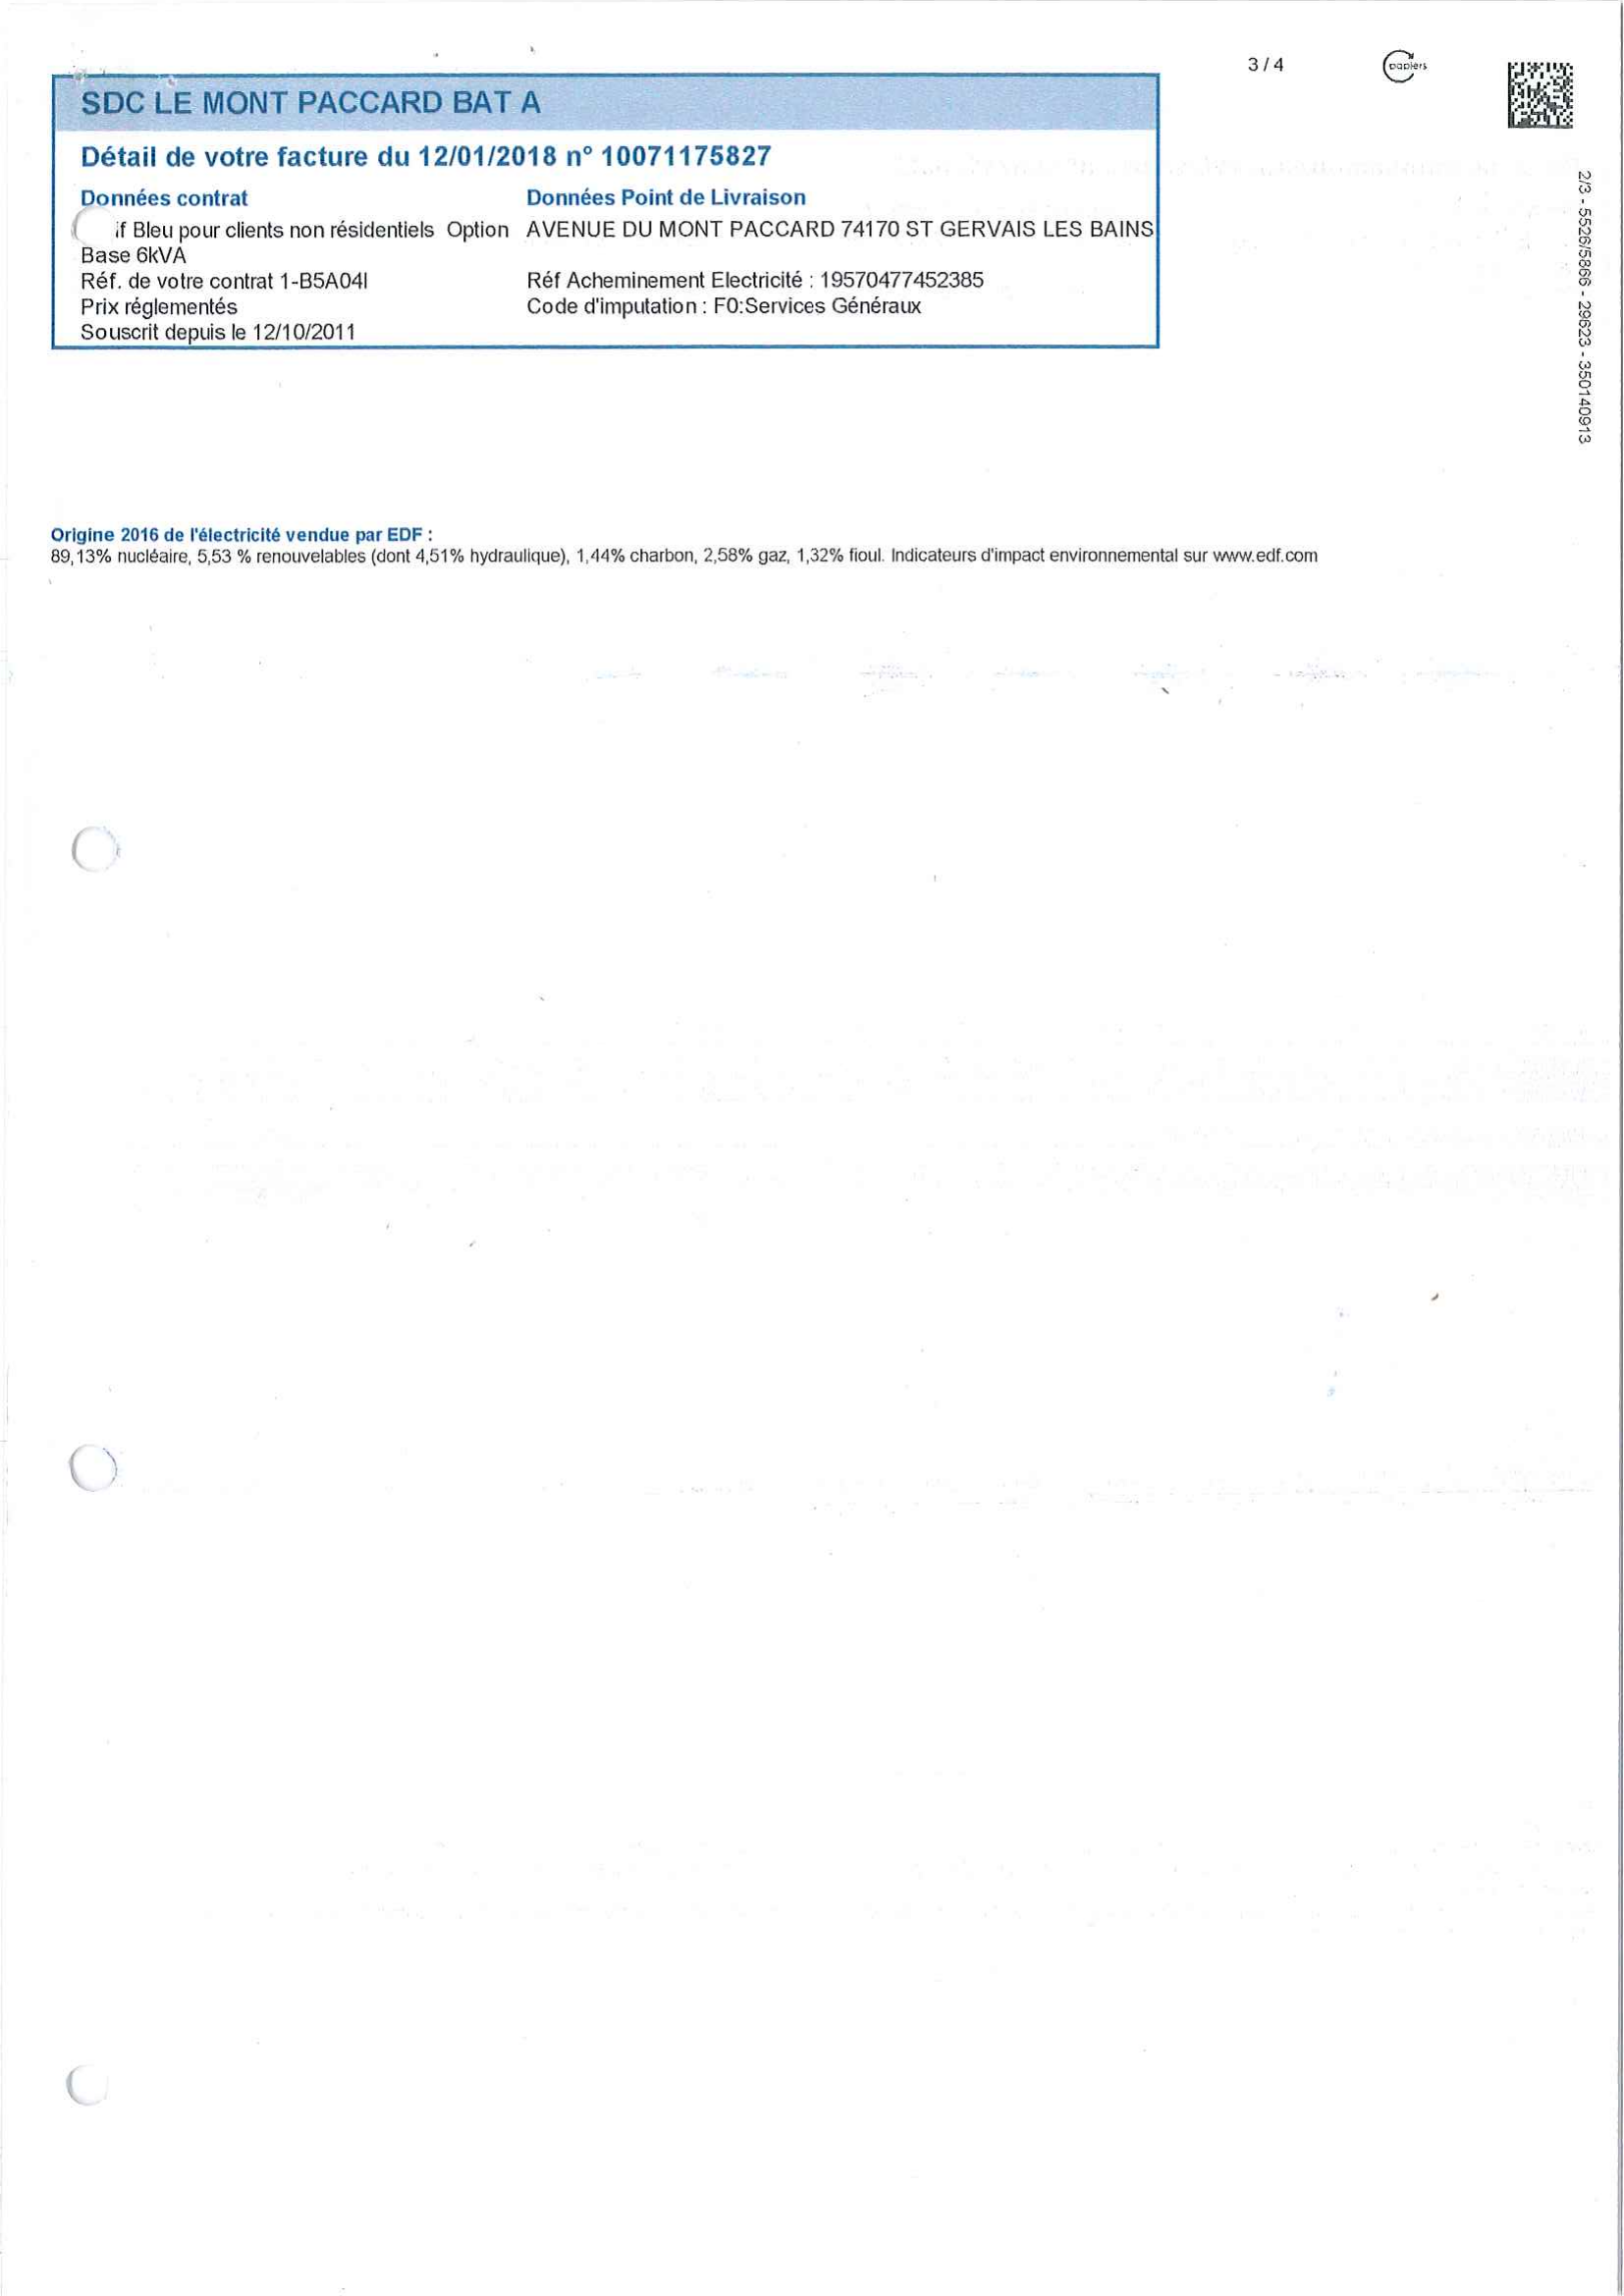 3 / 4
papiers
SDC LE MONT PACCARD BAT A
Détail de votre facture du 12/01/2018 n° 10071175827
Données contrat
if Bleu pour clients non résidentiels Option
Base 6kVA
Réf. de votre contrat 1-B5A04I
Prix réglementés
Souscrit depuis le 12/10/2011
Données Point de Livraison
AVENUE DU MONT PACCARD 74170 ST GERVAIS LES BAINS
Réf Acheminement Electricité : 19570477452385
Code d'imputation : F0:Services Généraux
2/3 - 5526/5866 - 29623 - 350140913
Origine 2016 de l'électricité vendue par EDF :
89,13% nucléaire, 5,53 % renouvelables (dont 4,51% hydraulique), 1,44% charbon, 2,58% gaz, 1,32% fioul. Indicateurs d'impact environnemental sur www.edf.com